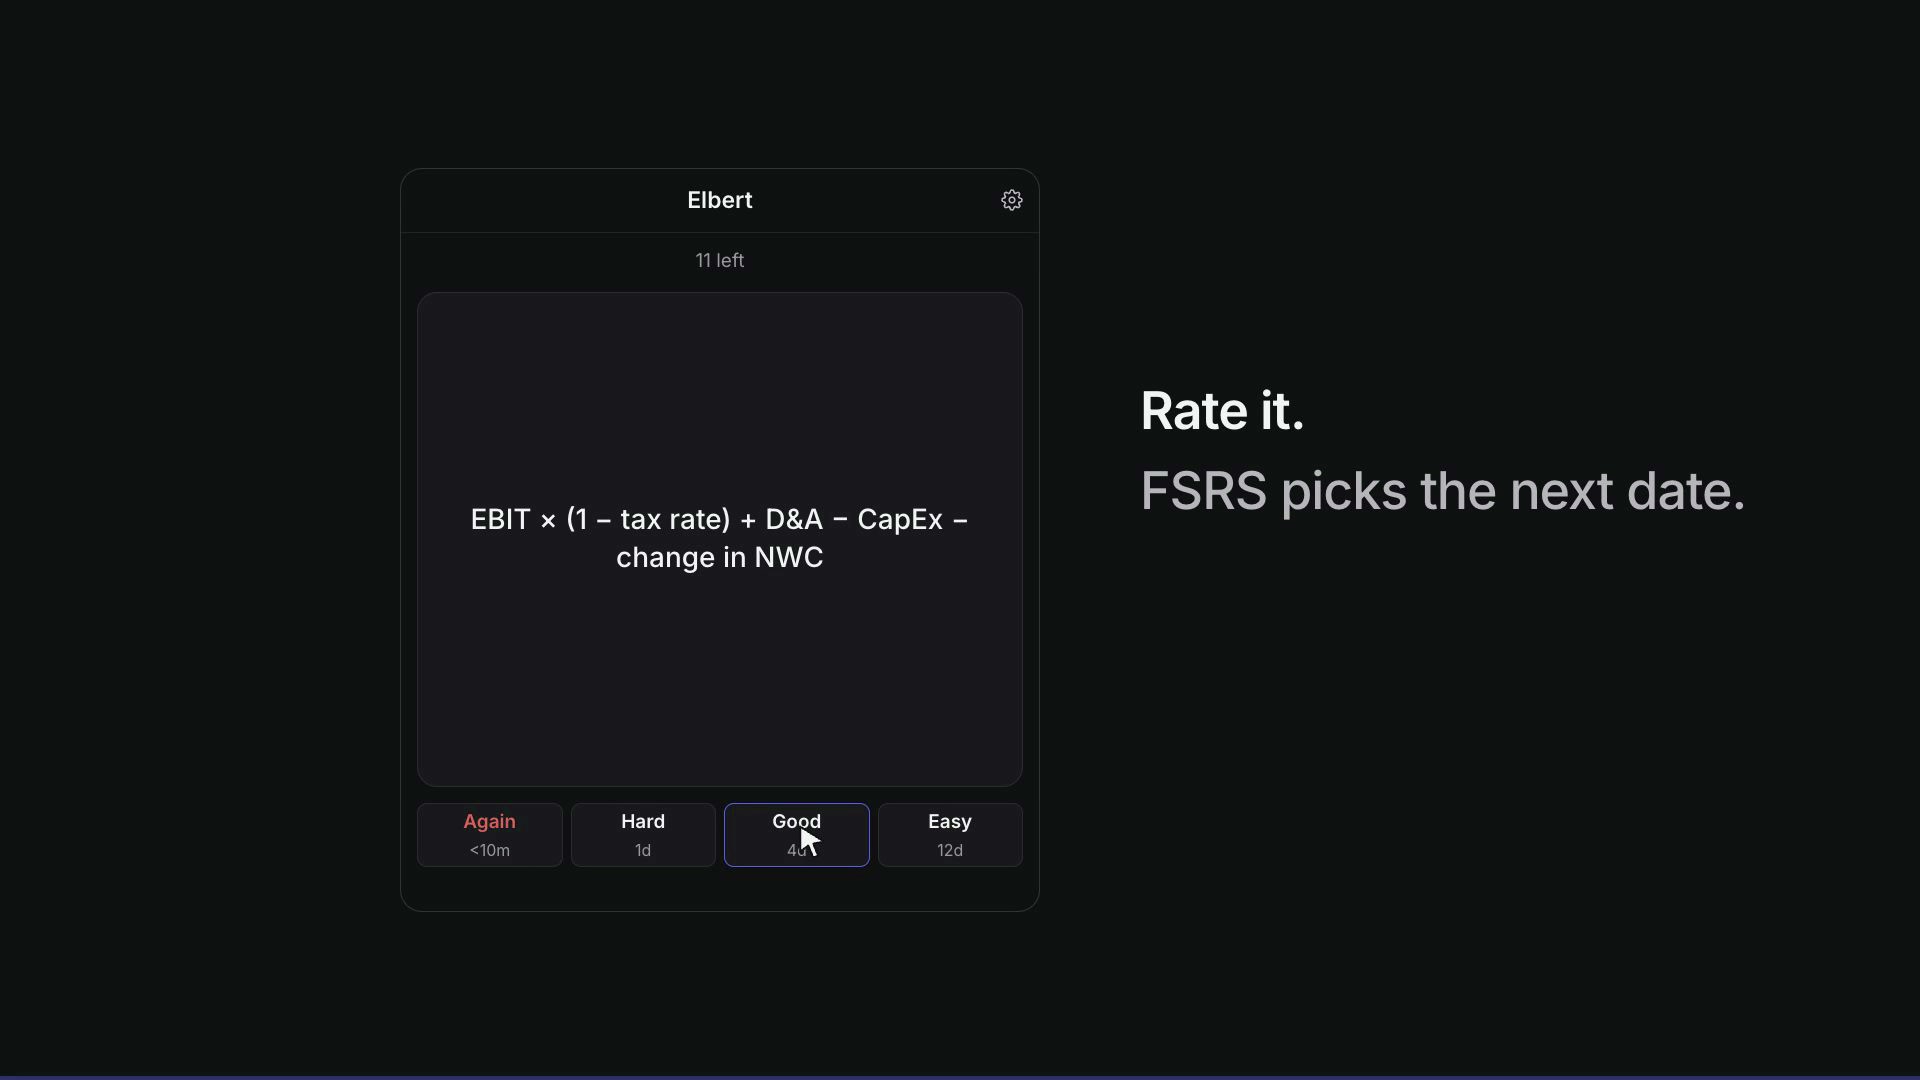 Elbert
11 left
EBIT × (1 − tax rate) + D&A − CapEx −
change in NWC
Again
<10m
Hard
1d
Good
4d
Easy
12d
Rate it.
FSRS picks the next date.